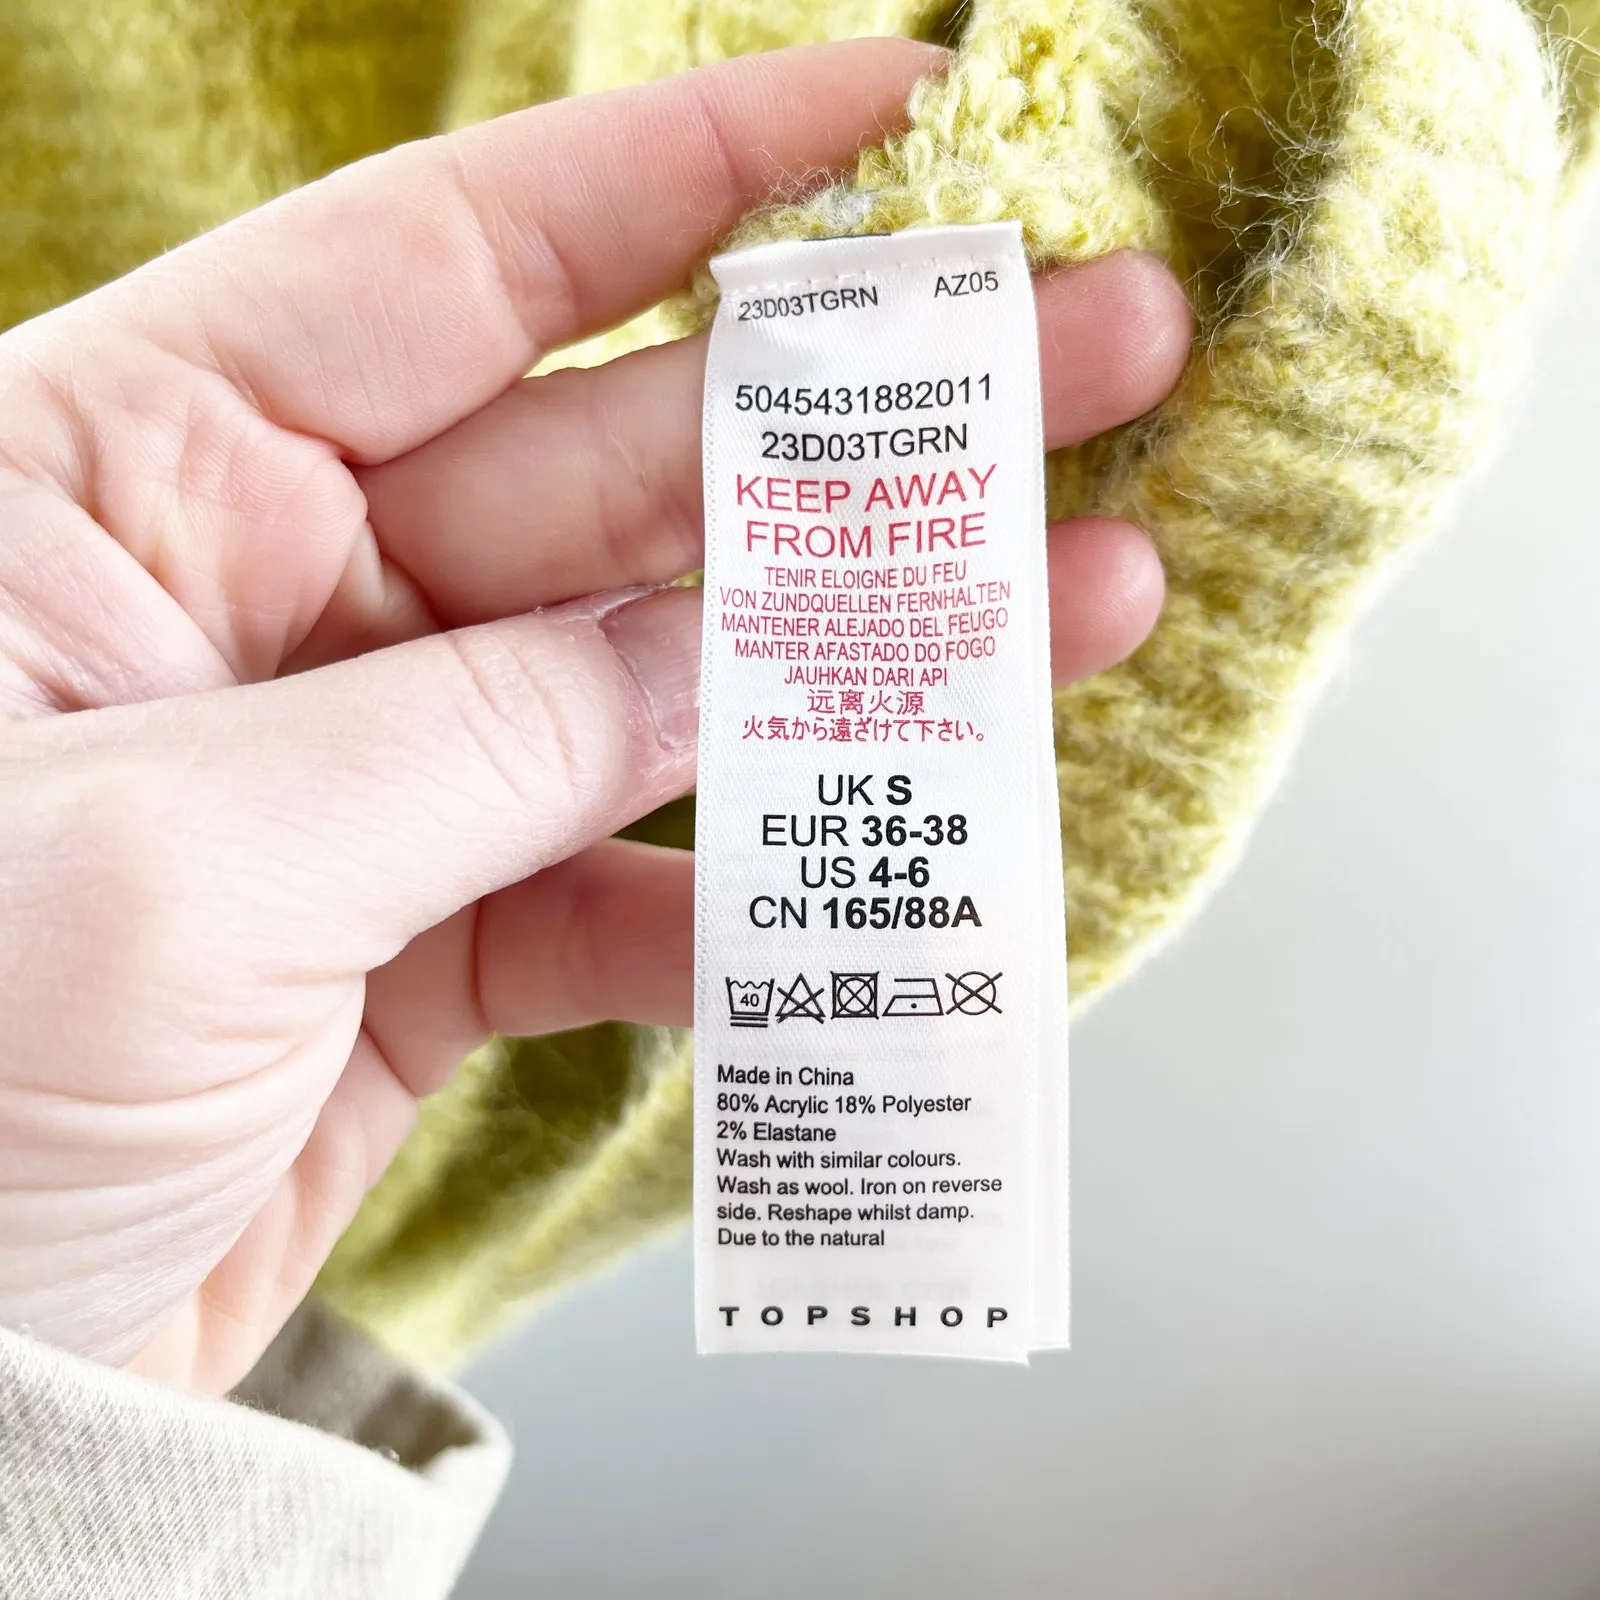 23D03TGRN AZ05
5045431882011
23D03TGRN
KEEP AWAY
FROM FIRE
TENIR ELOIGNE DU FEU
VON ZUNDQUELLEN FERNHALTEN
MANTENER ALEJADO DEL FEUGO
MANTER AFASTADO DO FOGO
JAUHKAN DARI API
远离火源
火気から遠ざけて下さい。
UK S
EUR 36-38
US 4-6
CN 165/88A
40
Made in China
80% Acrylic 18% Polyester
2% Elastane
Wash with similar colours.
Wash as wool. Iron on reverse
side. Reshape whilst damp.
Due to the natural
TOPSHOP